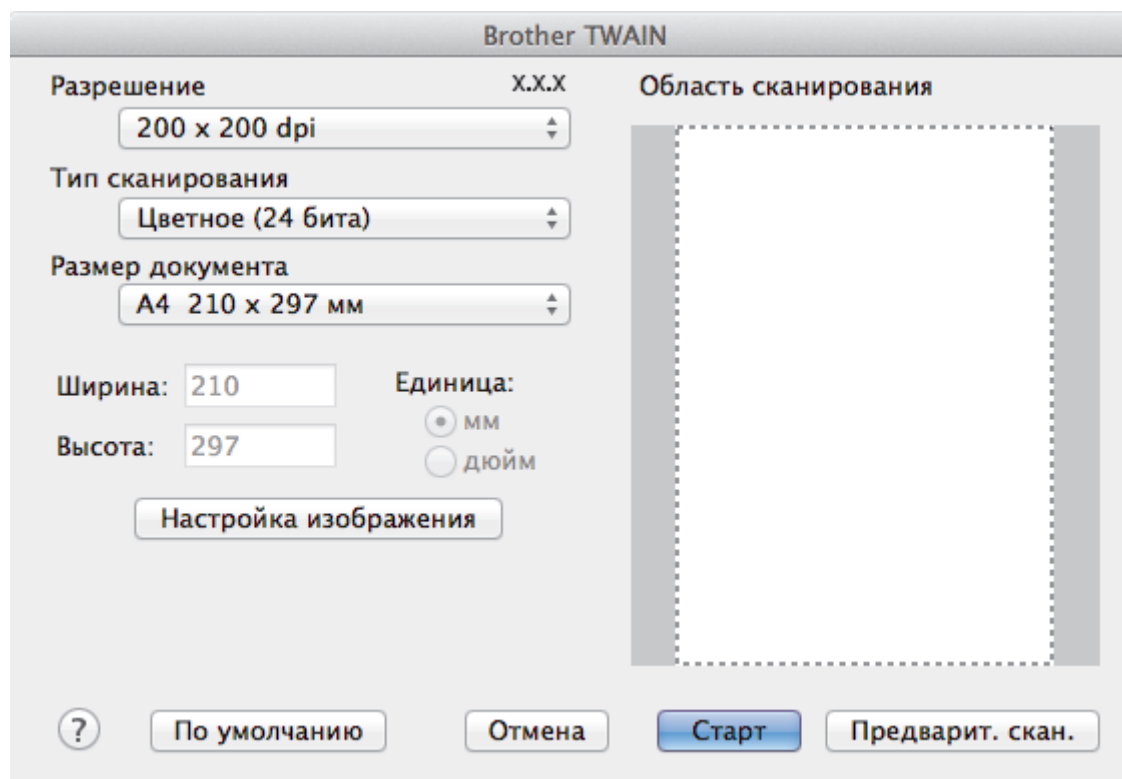 Brother TWAIN
Разрешение
X.X.X
200 x 200 dpi
Тип сканирования
Цветное (24 бита)
Размер документа
A4 210 x 297 мм
Ширина: 210
Высота: 297
Единица:
мм
дюйм
Настройка изображения
Область сканирования
?
По умолчанию
Отмена
Старт
Предварит. скан.